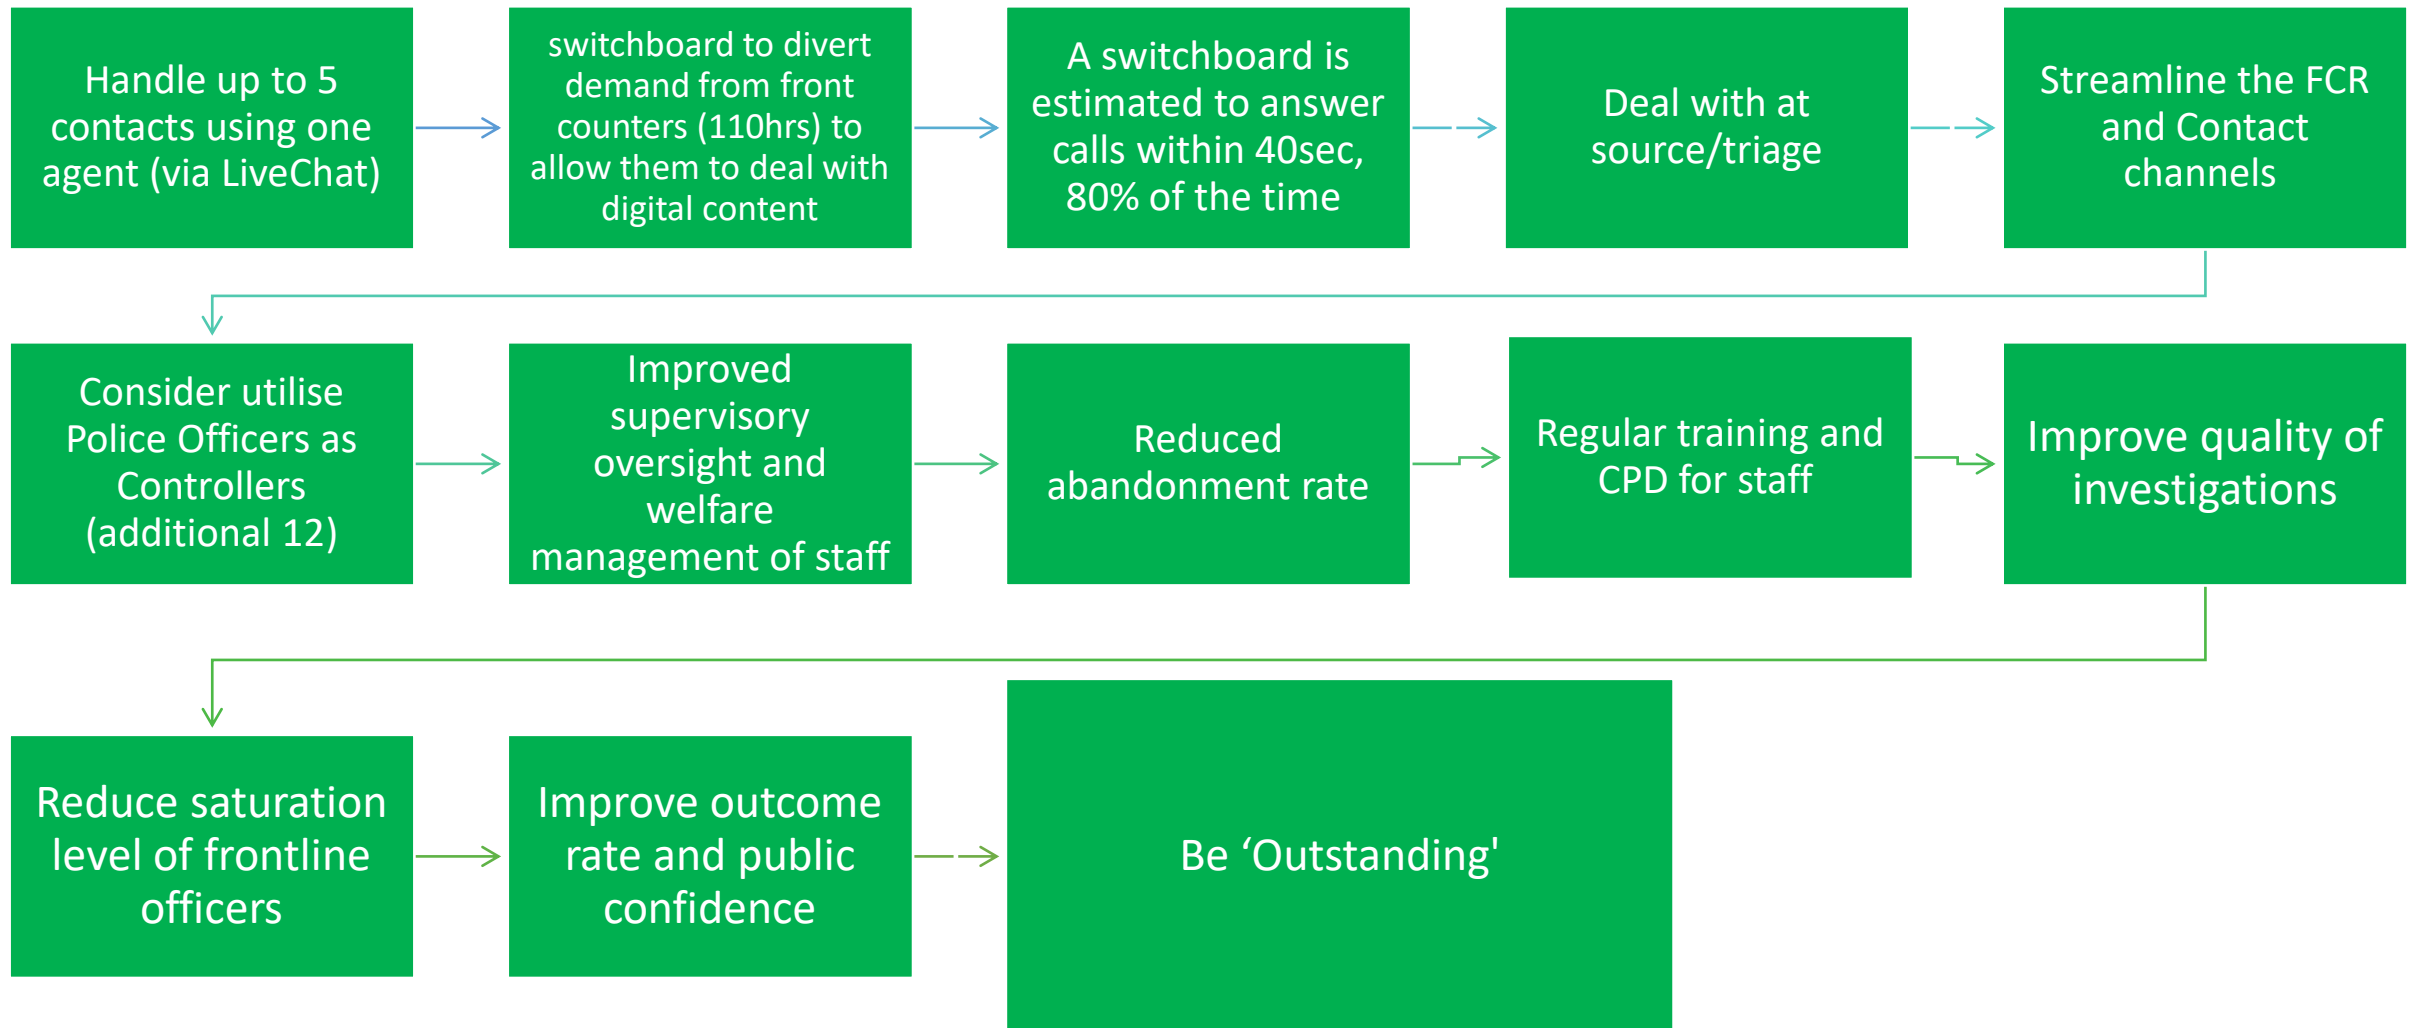 Handle up to 5
contacts using one
agent (via LiveChat)
switchboard to divert
demand from front
counters (110hrs) to
allow them to deal with
digital content
A switchboard is
estimated to answer
calls within 40sec,
80% of the time
Deal with at
source/triage
Streamline the FCR
and Contact
channels
Consider utilise
Police Officers as
Controllers
(additional 12)
Improved
supervisory
oversight and
welfare
management of staff
Reduced
abandonment rate
Regular training and
CPD for staff
Improve quality of
investigations
Reduce saturation
level of frontline
officers
Improve outcome
rate and public
confidence
Be ‘Outstanding'